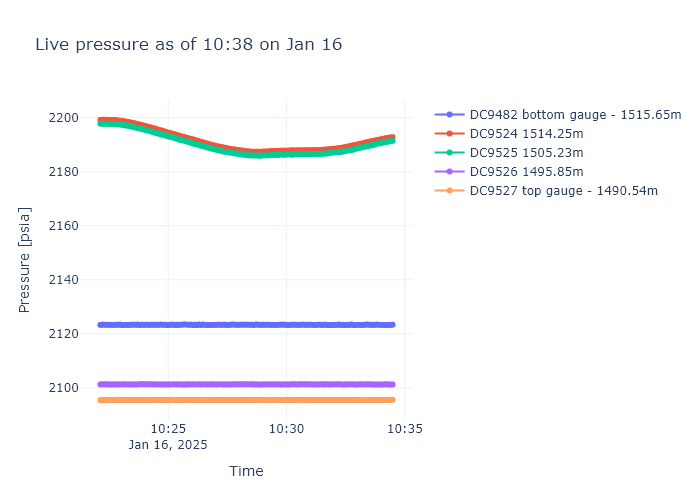 Live pressure as of 10:38 on Jan 16
Pressure [psia]
2200
2180
2160
2140
2120
2100
10:25
Jan 16, 2025
10:30
10:35
Time
DC9482 bottom gauge - 1515.65m
DC9524 1514.25m
DC9525 1505.23m
DC9526 1495.85m
DC9527 top gauge - 1490.54m